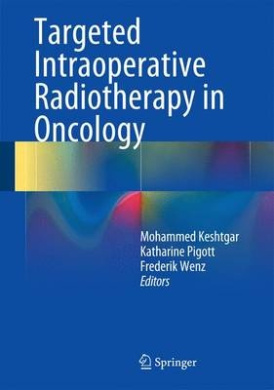 Targeted
Intraoperative
Radiotherapy in
Oncology
Mohammed Keshtgar
Katharine Pigott
Frederik Wenz
Editors
Springer